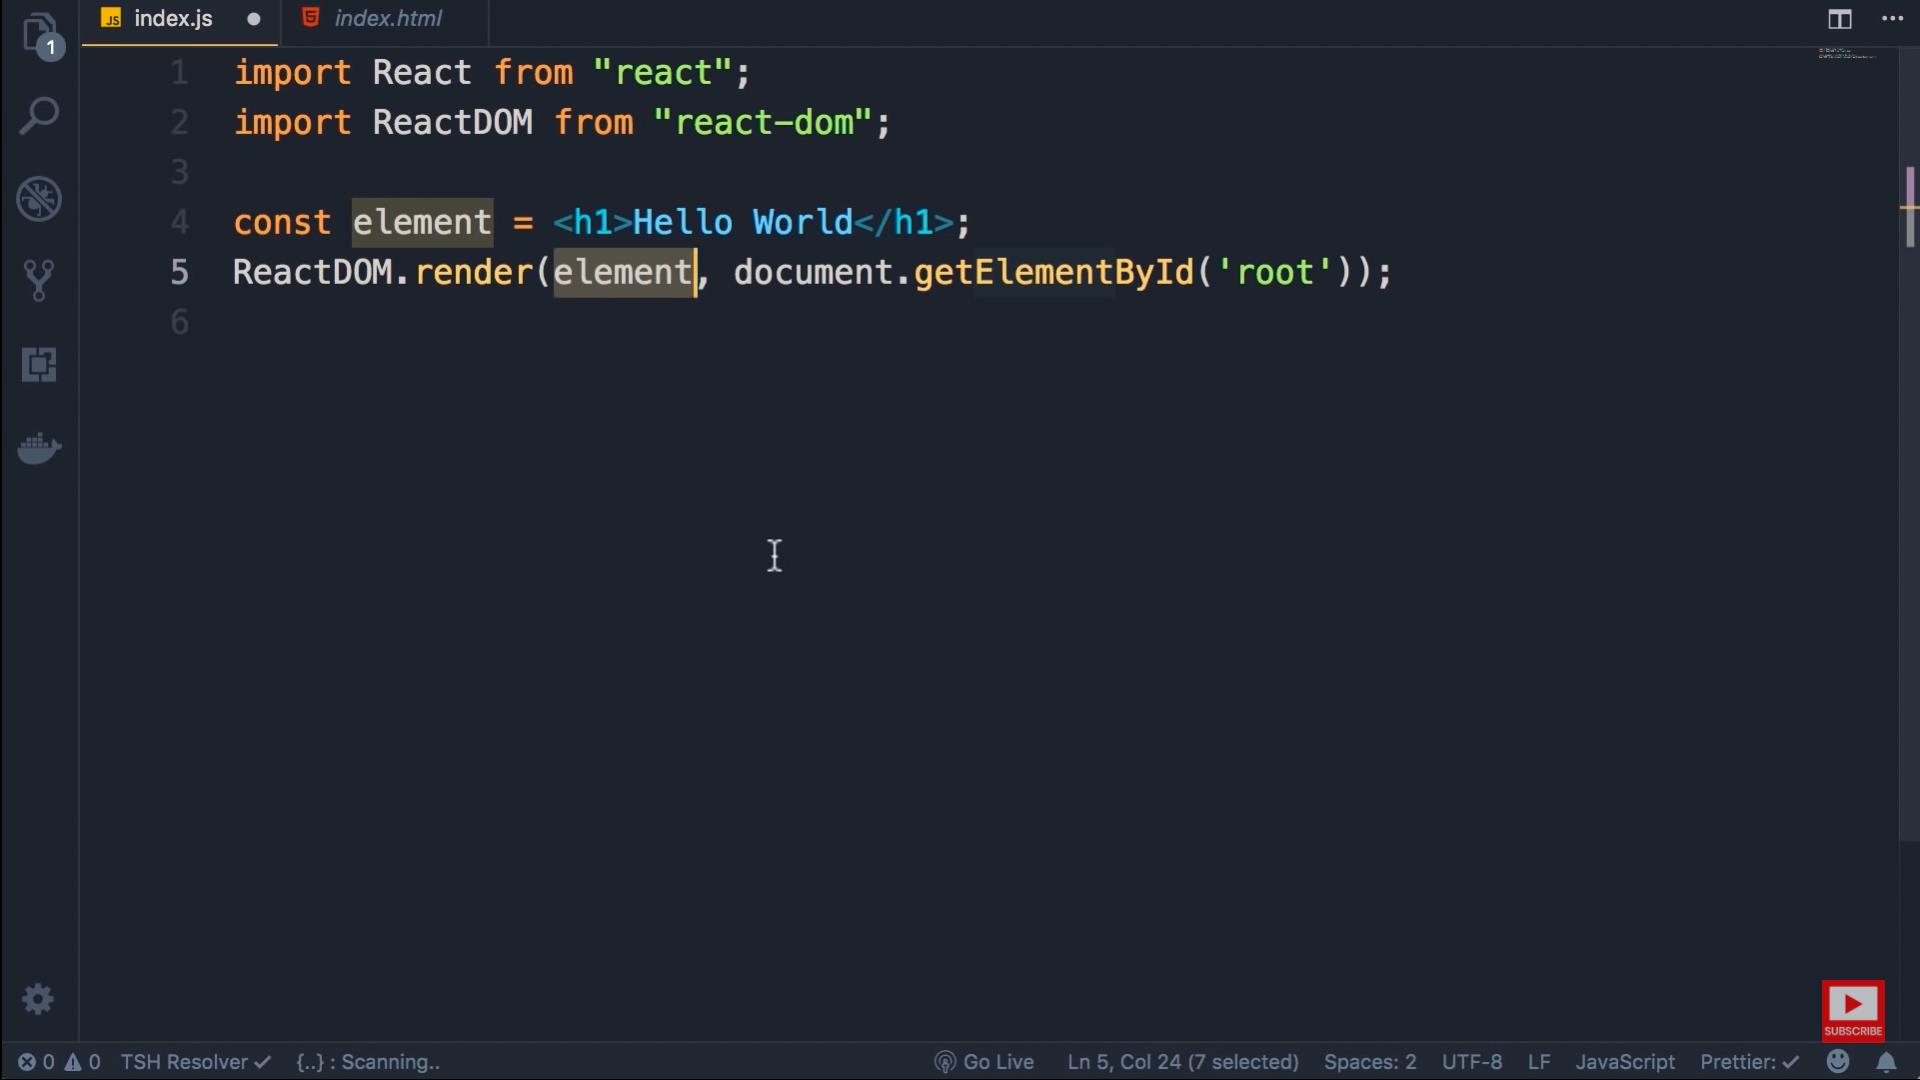 JS index.js
5 index.html
1
1 import React from "react";
2 import ReactDOM from "react-dom";
3
4 const element = <h1>Hello World</h1>;
5 ReactDOM.render(element, document.getElementById('root'));
6
SUBSCRIBE
0 0 TSH Resolver {..} : Scanning.. Go Live Ln 5, Col 24 (7 selected) Spaces: 2 UTF-8 LF JavaScript Prettier: